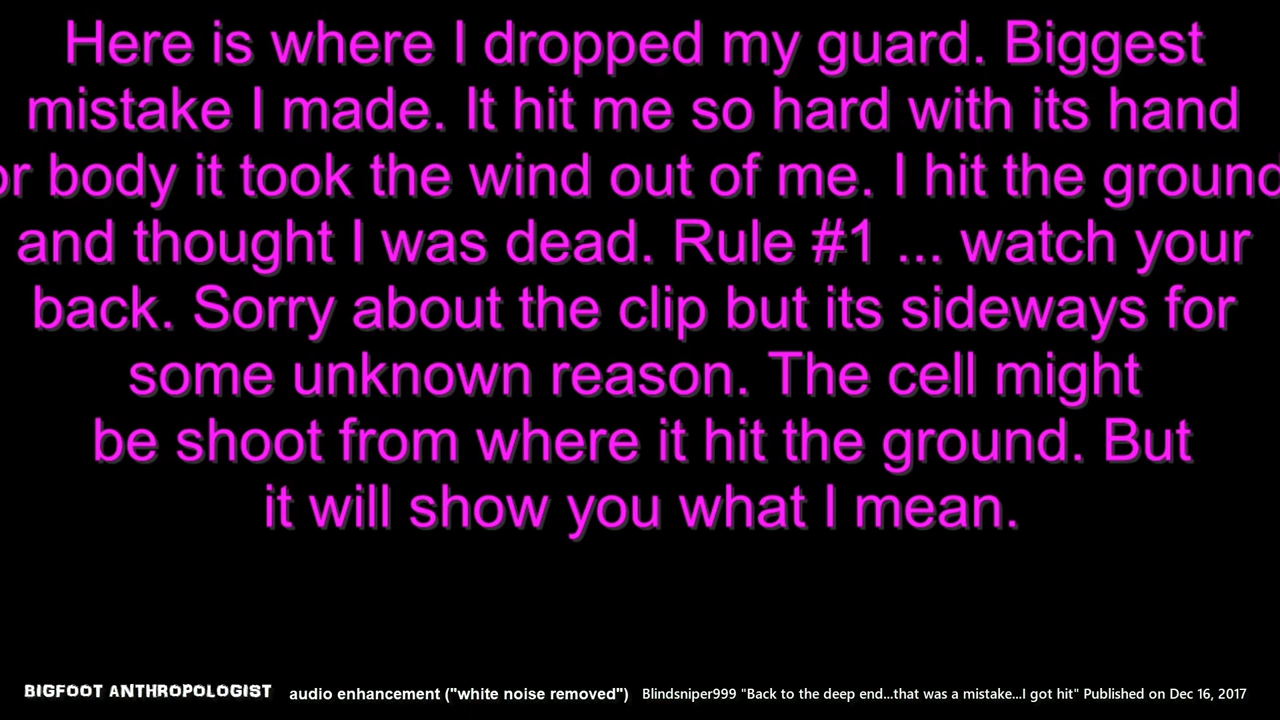 Here is where I dropped my guard. Biggest
mistake I made. It hit me so hard with its hand
or body it took the wind out of me. I hit the ground
and thought I was dead. Rule #1 ... watch your
back. Sorry about the clip but its sideways for
some unknown reason. The cell might
be shoot from where it hit the ground. But
it will show you what I mean.
BIGFOOT ANTHROPOLOGIST audio enhancement ("white noise removed") Blindsniper999 "Back to the deep end...that was a mistake...I got hit" Published on Dec 16, 2017